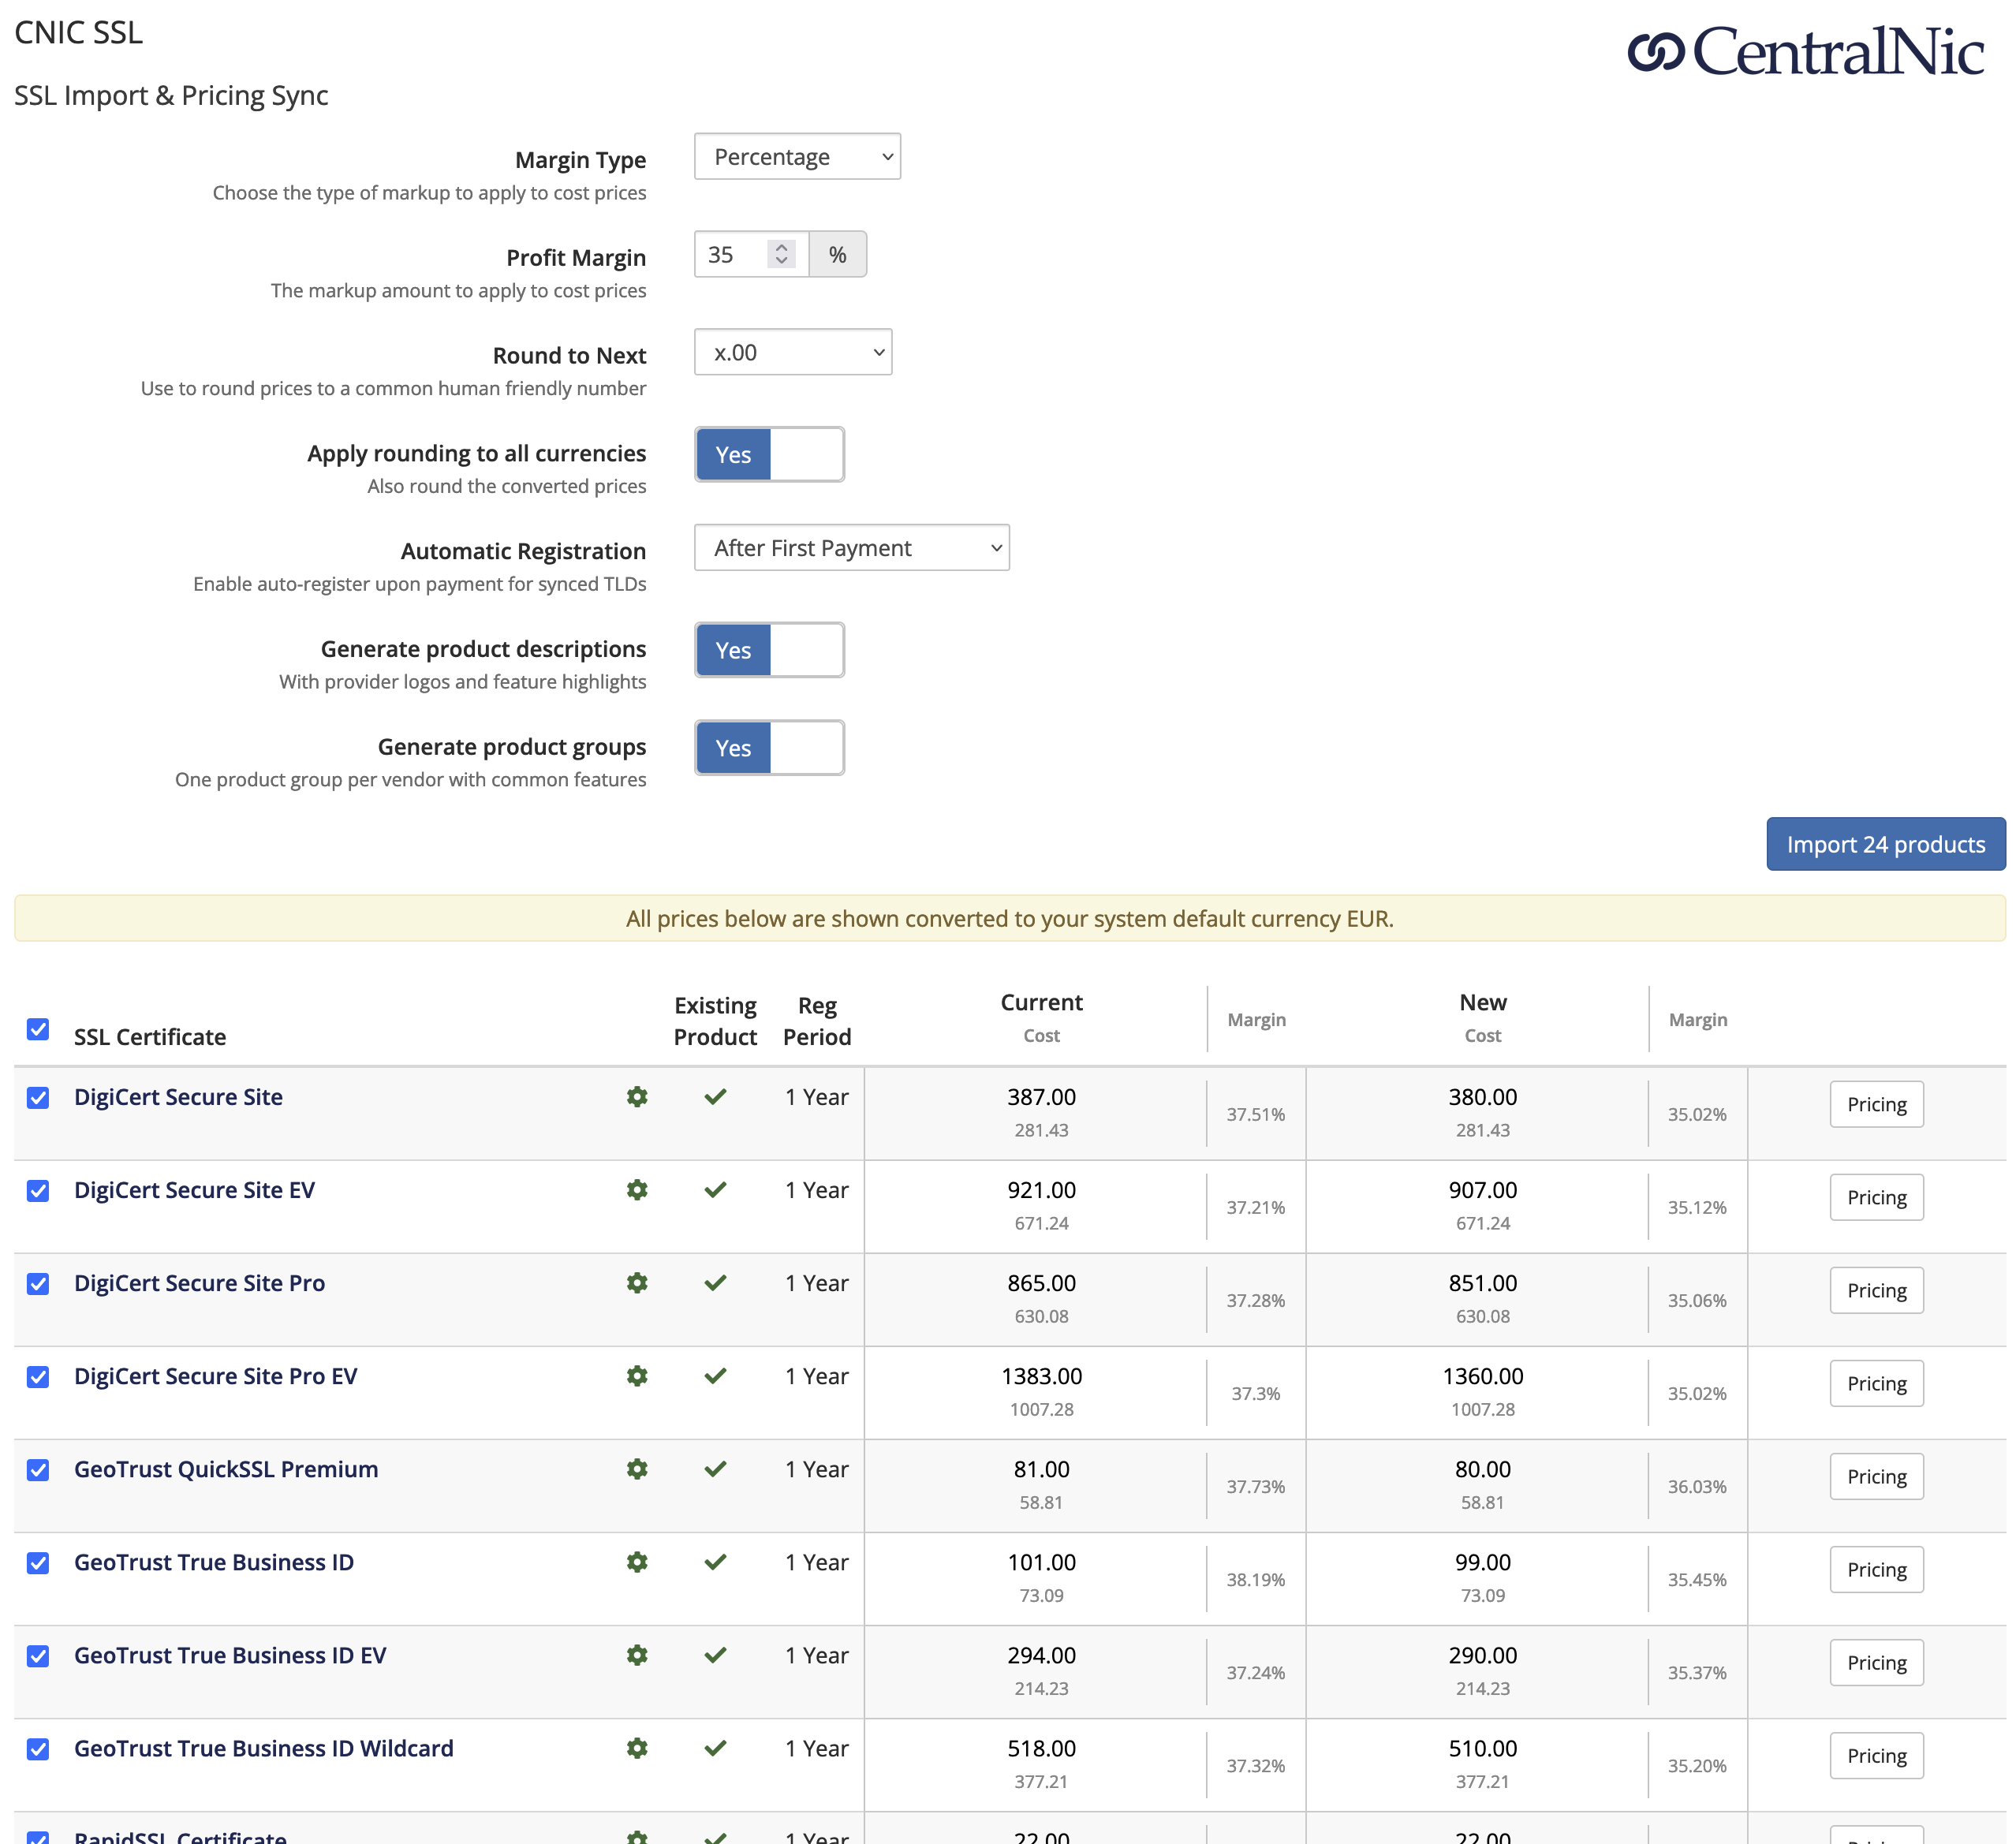 CNIC SSL
CentralNic
SSL Import & Pricing Sync
Margin Type
Choose the type of markup to apply to cost prices
Percentage
Profit Margin
The markup amount to apply to cost prices
35 %
Round to Next
Use to round prices to a common human friendly number
x.00
Apply rounding to all currencies
Also round the converted prices
Yes
Automatic Registration
Enable auto-register upon payment for synced TLDs
After First Payment
Generate product descriptions
With provider logos and feature highlights
Yes
Generate product groups
One product group per vendor with common features
Yes
Import 24 products
All prices below are shown converted to your system default currency EUR.
SSL Certificate
Existing Product
Reg Period
Current
Cost
Margin
New
Cost
Margin
DigiCert Secure Site 1 Year 387.00 281.43 37.51% 380.00 281.43 35.02% Pricing
DigiCert Secure Site EV 1 Year 921.00 671.24 37.21% 907.00 671.24 35.12% Pricing
DigiCert Secure Site Pro 1 Year 865.00 630.08 37.28% 851.00 630.08 35.06% Pricing
DigiCert Secure Site Pro EV 1 Year 1383.00 1007.28 37.3% 1360.00 1007.28 35.02% Pricing
GeoTrust QuickSSL Premium 1 Year 81.00 58.81 37.73% 80.00 58.81 36.03% Pricing
GeoTrust True Business ID 1 Year 101.00 73.09 38.19% 99.00 73.09 35.45% Pricing
GeoTrust True Business ID EV 1 Year 294.00 214.23 37.24% 290.00 214.23 35.37% Pricing
GeoTrust True Business ID Wildcard 1 Year 518.00 377.21 37.32% 510.00 377.21 35.20% Pricing
RapidSSL Certificate 1 Year 22.00 22.00